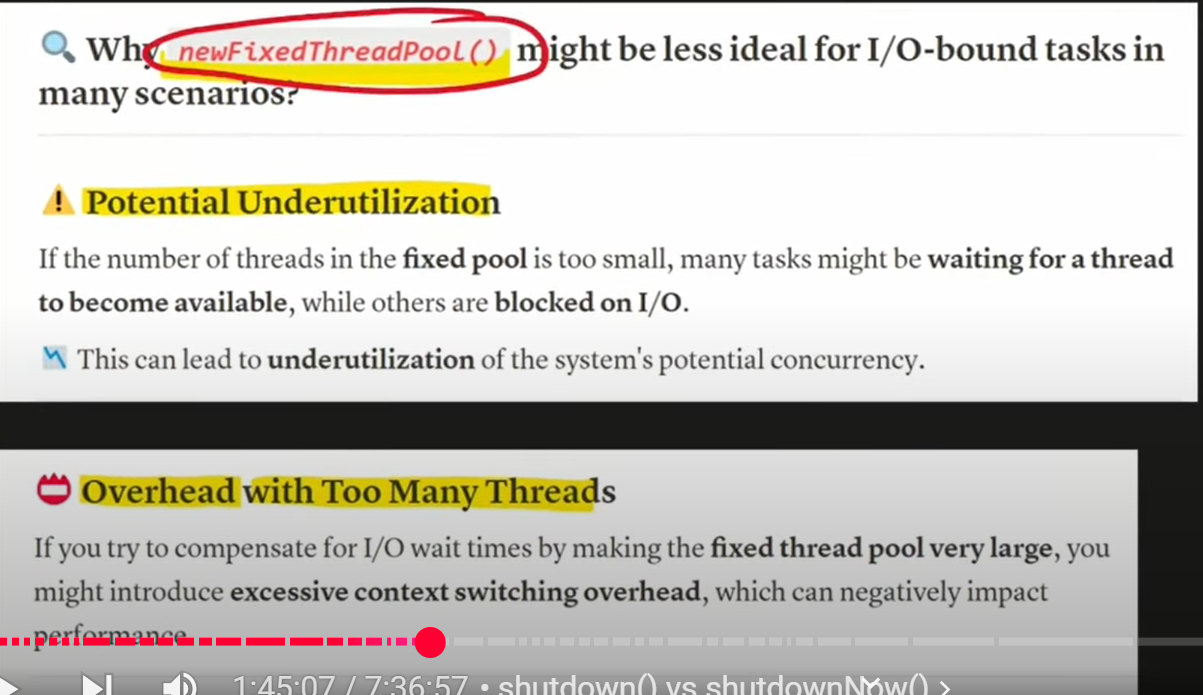 Why newFixedThreadPool() might be less ideal for I/O-bound tasks in
many scenarios?
Potential Underutilization
If the number of threads in the fixed pool is too small, many tasks might be waiting for a thread
to become available, while others are blocked on I/O.
This can lead to underutilization of the system's potential concurrency.
Overhead with Too Many Threads
If you try to compensate for I/O wait times by making the fixed thread pool very large, you
might introduce excessive context switching overhead, which can negatively impact
performance.
1:45:07 / 7:36:57 • shutdown() vs shutdownNow() >